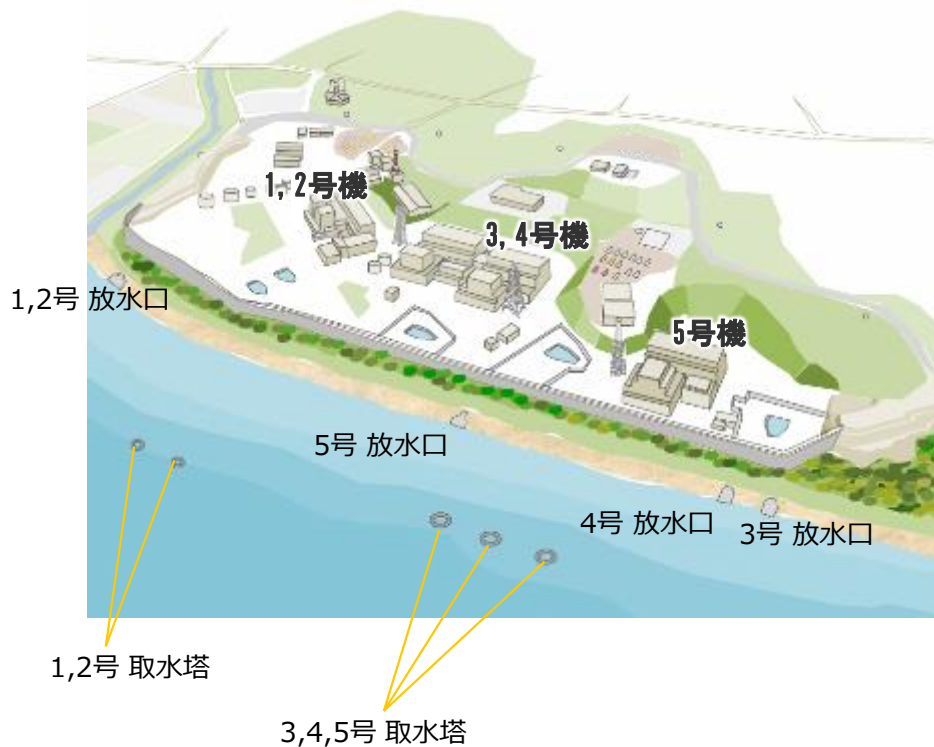 1,2号機
3,4号機
1,2号 放水口
5号機
5号 放水口
4号 放水口
3号 放水口
1,2号 取水塔
3,4,5号 取水塔